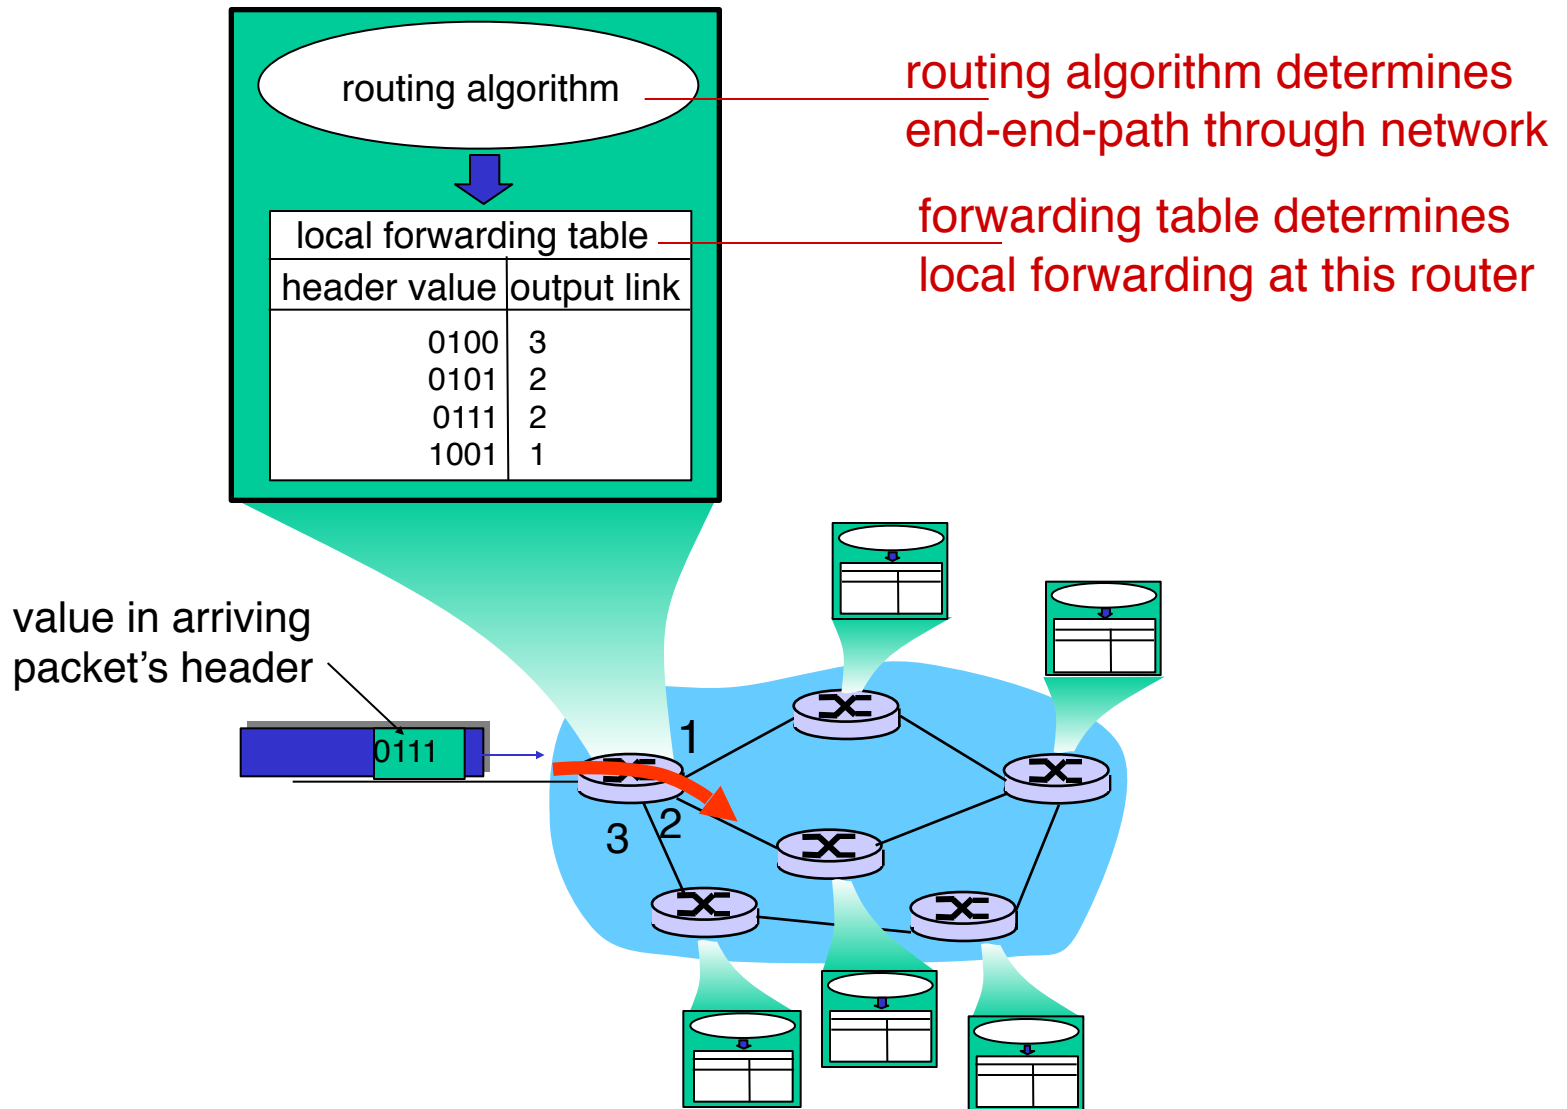 routing algorithm
routing algorithm determines
end-end-path through network
local forwarding table
forwarding table determines
local forwarding at this router
header value output link
0100 3
0101 2
0111 2
1001 1
value in arriving
packet’s header
0111
1
2
3